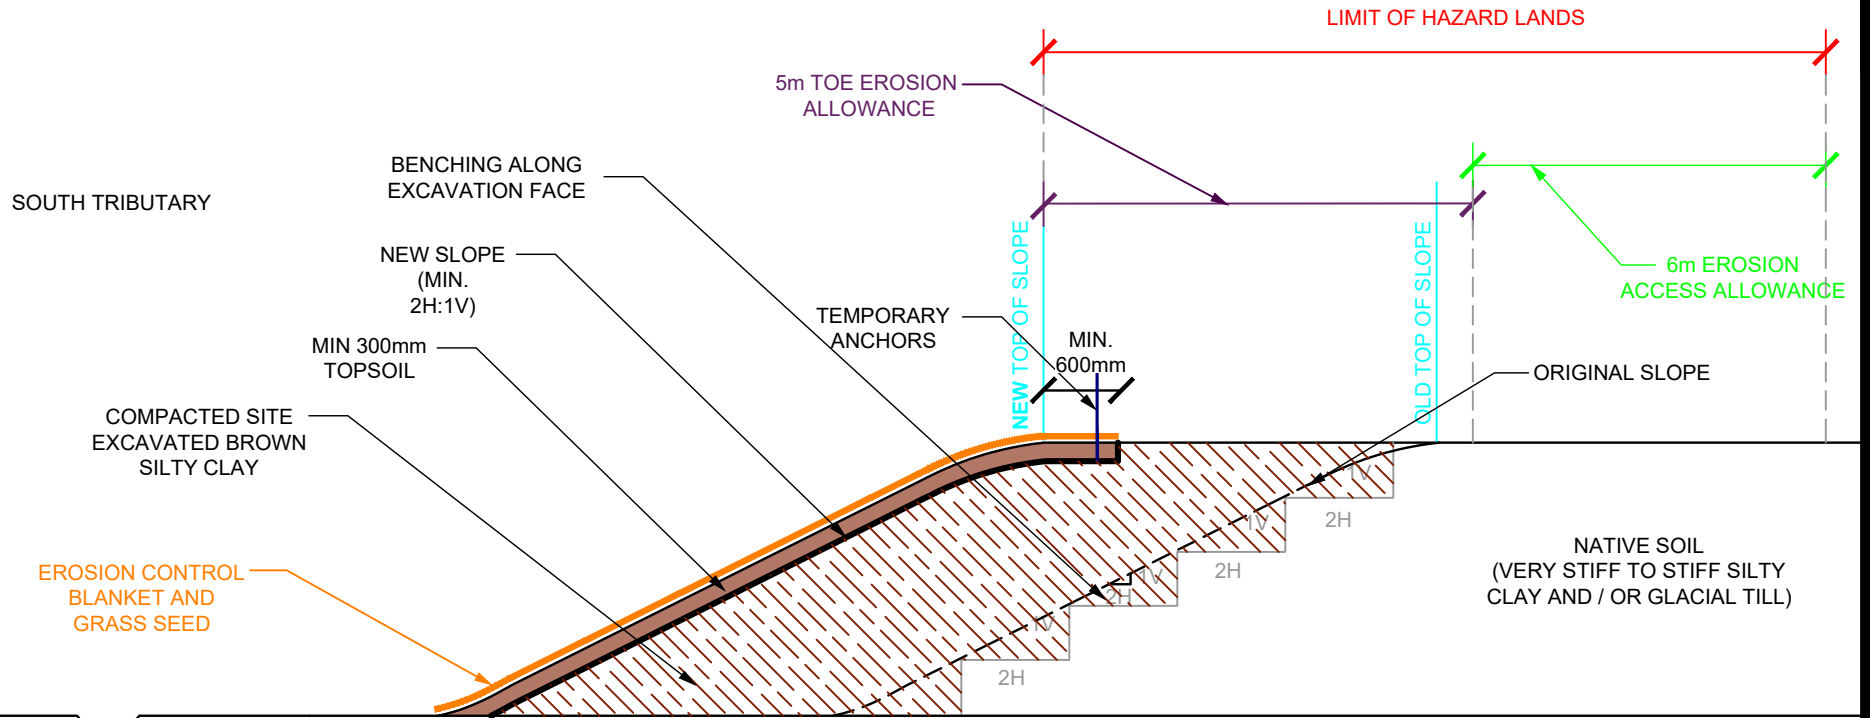 LIMIT OF HAZARD LANDS
5m TOE EROSION
ALLOWANCE
BENCHING ALONG
EXCAVATION FACE
SOUTH TRIBUTARY
NEW SLOPE
(MIN.
2H:1V)
NEW TOP OF SLOPE
OLD TOP OF SLOPE
6m EROSION
ACCESS ALLOWANCE
TEMPORARY
ANCHORS
MIN.
600mm
MIN 300mm
TOPSOIL
ORIGINAL SLOPE
COMPACTED SITE
EXCAVATED BROWN
SILTY CLAY
1V
2H
1V
2H
1V
2H
1V
2H
NATIVE SOIL
(VERY STIFF TO STIFF SILTY
CLAY AND / OR GLACIAL TILL)
EROSION CONTROL
BLANKET AND
GRASS SEED